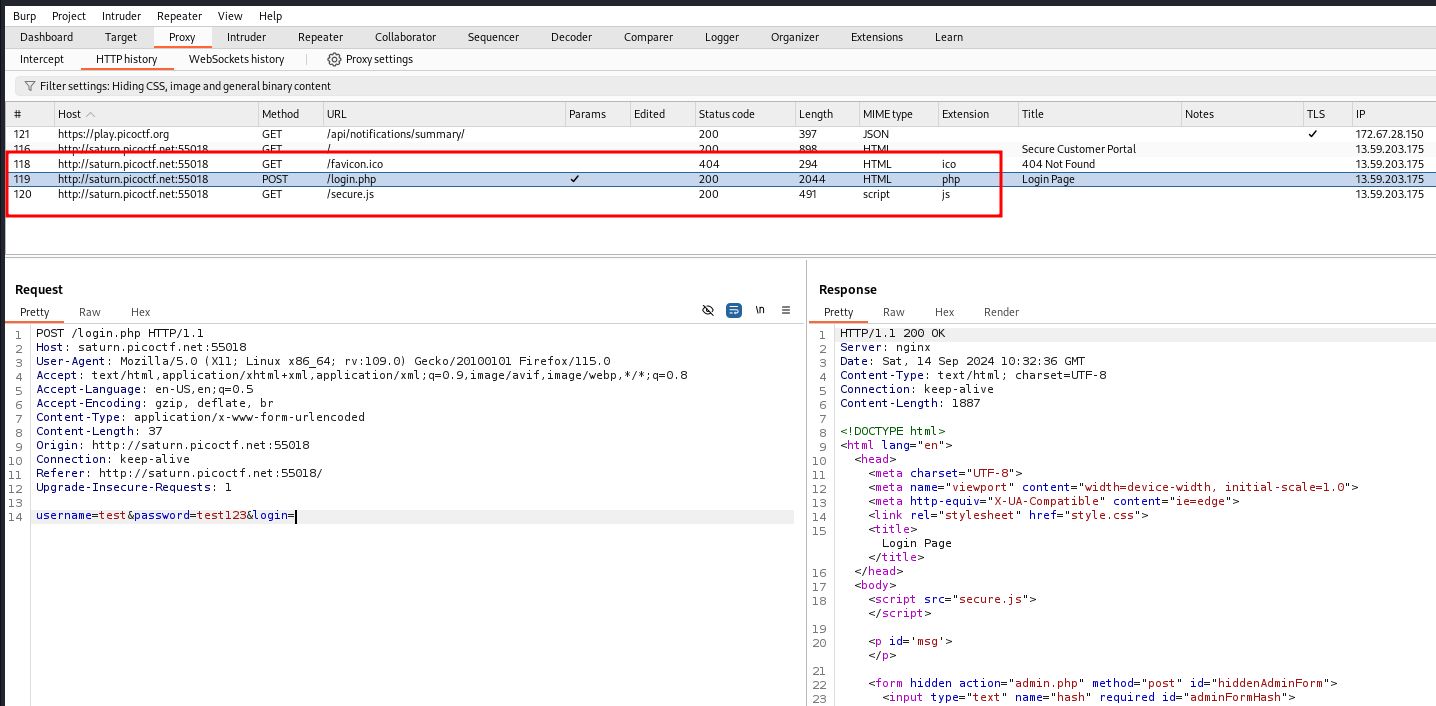 Burp Project Intruder Repeater View Help
Dashboard Target Proxy Intruder Repeater Collaborator Sequencer Decoder Comparer Logger Organizer Extensions Learn
Intercept HTTP history WebSockets history Proxy settings
Filter settings: Hiding CSS, image and general binary content
# Host Method URL Params Edited Status code Length MIME type Extension Title Notes TLS IP
121 https://play.picoctf.org GET /api/notifications/summary/ 200 397 JSON ✓ 172.67.28.150
116 http://saturn.picoctf.net:55018 GET / 200 898 HTML Secure Customer Portal 13.59.203.175
118 http://saturn.picoctf.net:55018 GET /favicon.ico 404 294 HTML ico 404 Not Found 13.59.203.175
119 http://saturn.picoctf.net:55018 POST /login.php ✓ 200 2044 HTML php Login Page 13.59.203.175
120 http://saturn.picoctf.net:55018 GET /secure.js 200 491 script js 13.59.203.175
Request
Pretty Raw Hex \n
1 POST /login.php HTTP/1.1
2 Host: saturn.picoctf.net:55018
3 User-Agent: Mozilla/5.0 (X11; Linux x86_64; rv:109.0) Gecko/20100101 Firefox/115.0
4 Accept: text/html,application/xhtml+xml,application/xml;q=0.9,image/avif,image/webp,*/*;q=0.8
5 Accept-Language: en-US,en;q=0.5
6 Accept-Encoding: gzip, deflate, br
7 Content-Type: application/x-www-form-urlencoded
8 Content-Length: 37
9 Origin: http://saturn.picoctf.net:55018
10 Connection: keep-alive
11 Referer: http://saturn.picoctf.net:55018/
12 Upgrade-Insecure-Requests: 1
13
14 username=test&password=test123&login=
Response
Pretty Raw Hex Render
1 HTTP/1.1 200 OK
2 Server: nginx
3 Date: Sat, 14 Sep 2024 10:32:36 GMT
4 Content-Type: text/html; charset=UTF-8
5 Connection: keep-alive
6 Content-Length: 1887
7
8 <!DOCTYPE html>
9 <html lang="en">
10 <head>
11 <meta charset="UTF-8">
12 <meta name="viewport" content="width=device-width, initial-scale=1.0">
13 <meta http-equiv="X-UA-Compatible" content="ie=edge">
14 <link rel="stylesheet" href="style.css">
15 <title>
Login Page
</title>
16 </head>
17 <body>
18 <script src="secure.js">
</script>
19
20 <p id='msg'>
</p>
21
22 <form hidden action="admin.php" method="post" id="hiddenAdminForm">
23 <input type="text" name="hash" required id="adminFormHash">